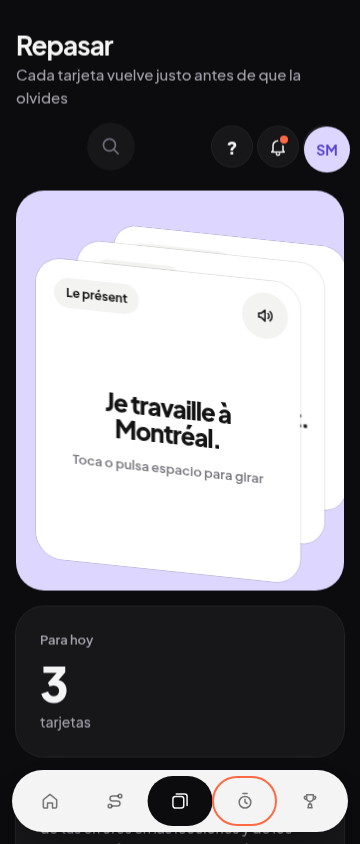 Repasar
Cada tarjeta vuelve justo antes de que la
olvides
?
SM
Le présent
Je travaille à
Montréal.
Toca o pulsa espacio para girar
Para hoy
3
tarjetas